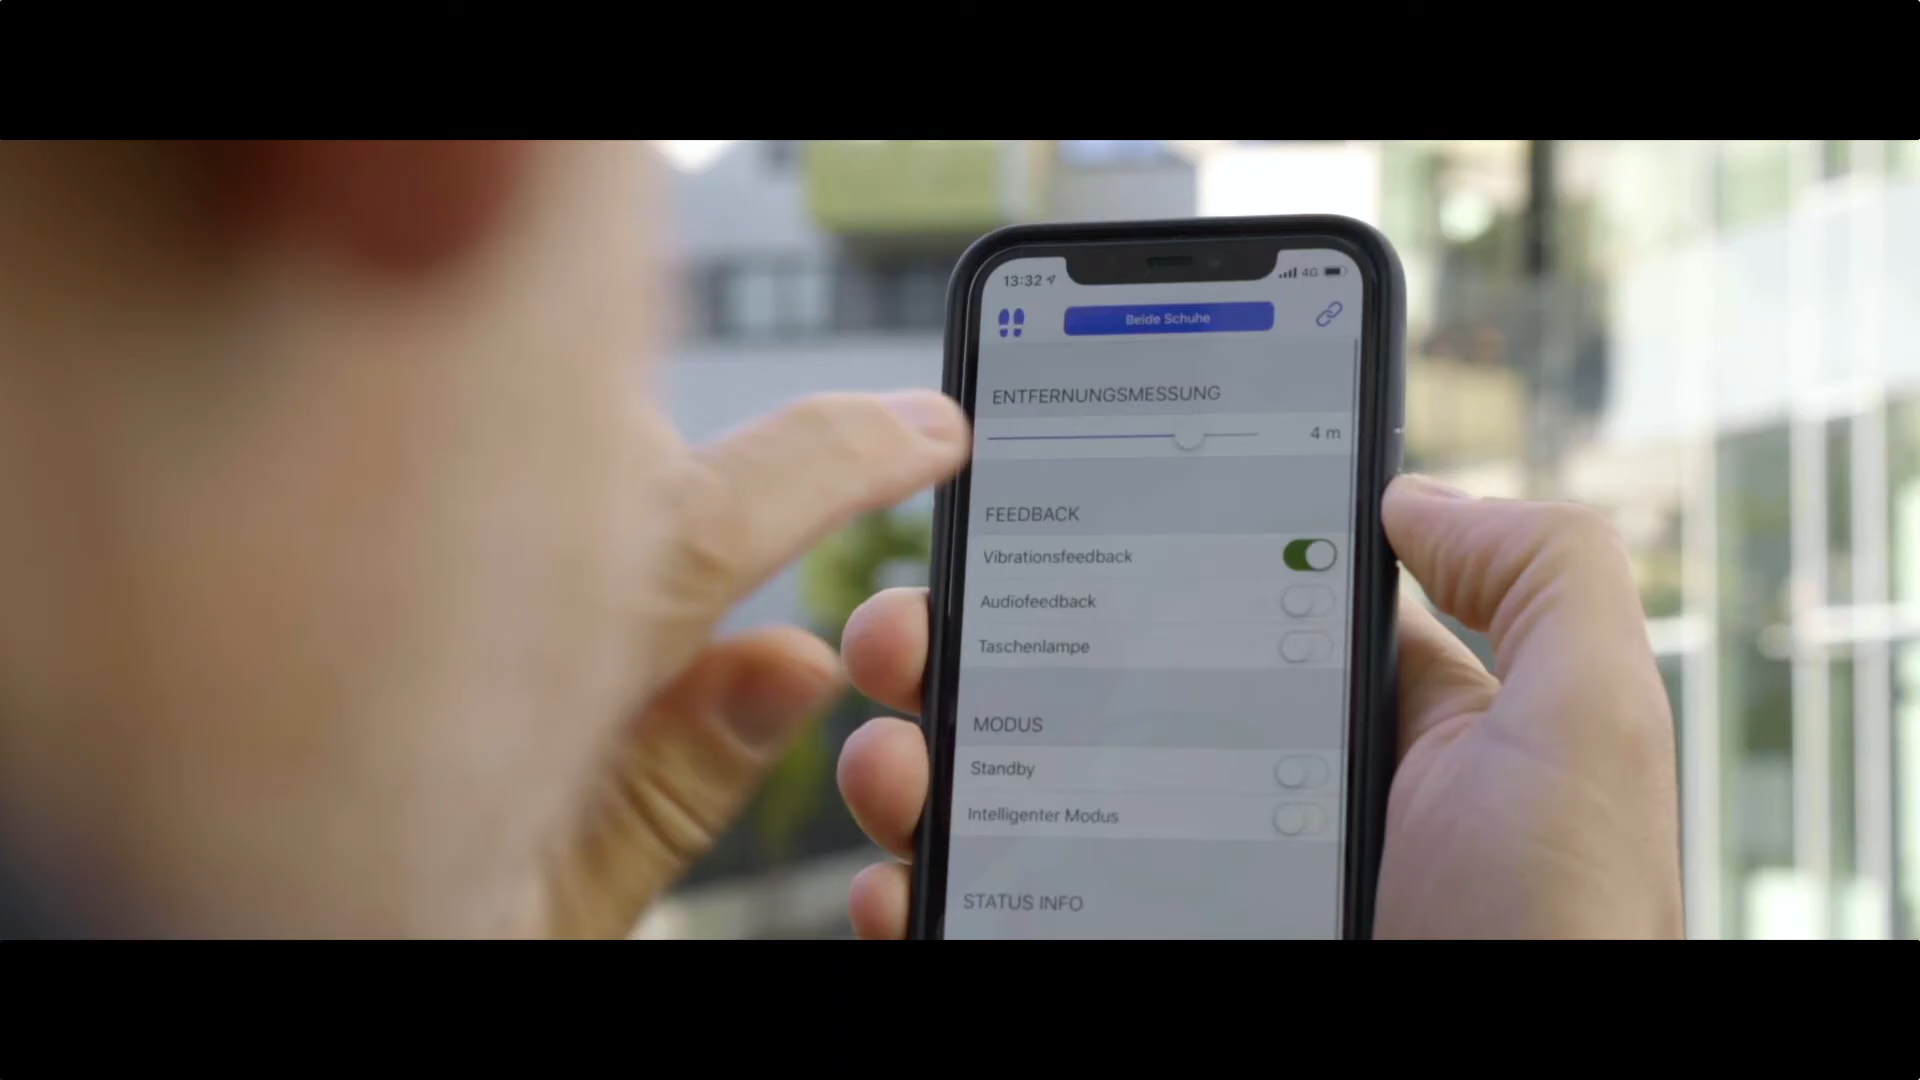 13:32
4G
Beide Schuhe
ENTFERNUNGSMESSUNG
4 m
FEEDBACK
Vibrationsfeedback
Audiofeedback
Taschenlampe
MODUS
Standby
Intelligenter Modus
STATUS INFO